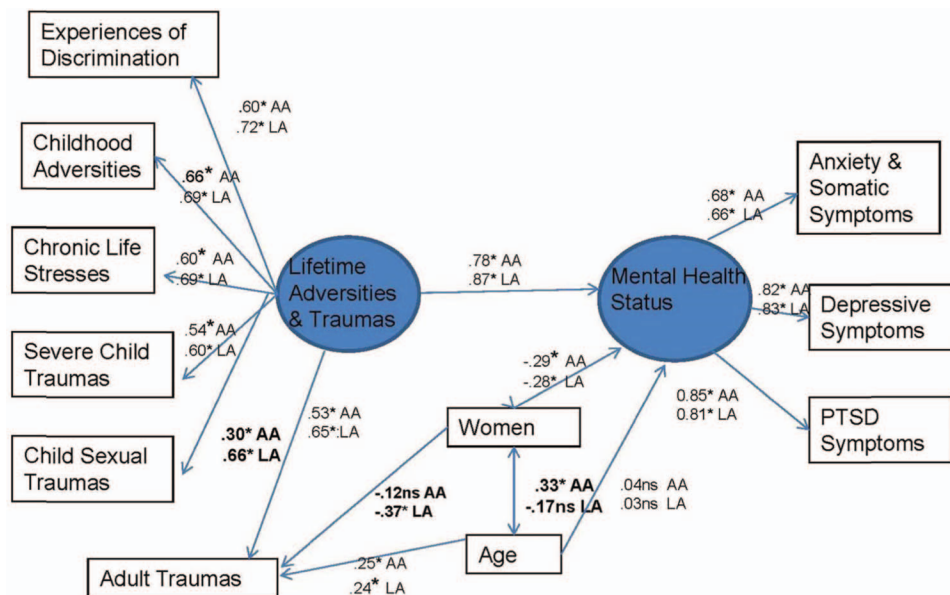 Experiences of
Discrimination
.60* AA
.72* LA
Childhood
Adversities
.66* AA
.69* LA
Chronic Life
Stresses
.60* AA
.69* LA
Severe Child
Traumas
.54* AA
.60* LA
Child Sexual
Traumas
.30* AA
.66* LA
Adult Traumas
.53* AA
.65*:LA
Lifetime
Adversities
& Traumas
.78* AA
.87* LA
Mental Health
Status
.68* AA
.66* LA
Anxiety &
Somatic
Symptoms
.82* AA
.83* LA
Depressive
Symptoms
0.85* AA
0.81* LA
PTSD
Symptoms
-.29* AA
-.28* LA
Women
-.12ns AA
-.37* LA
.33* AA
-.17ns LA
.04ns AA
.03ns LA
Age
.25* AA
.24* LA